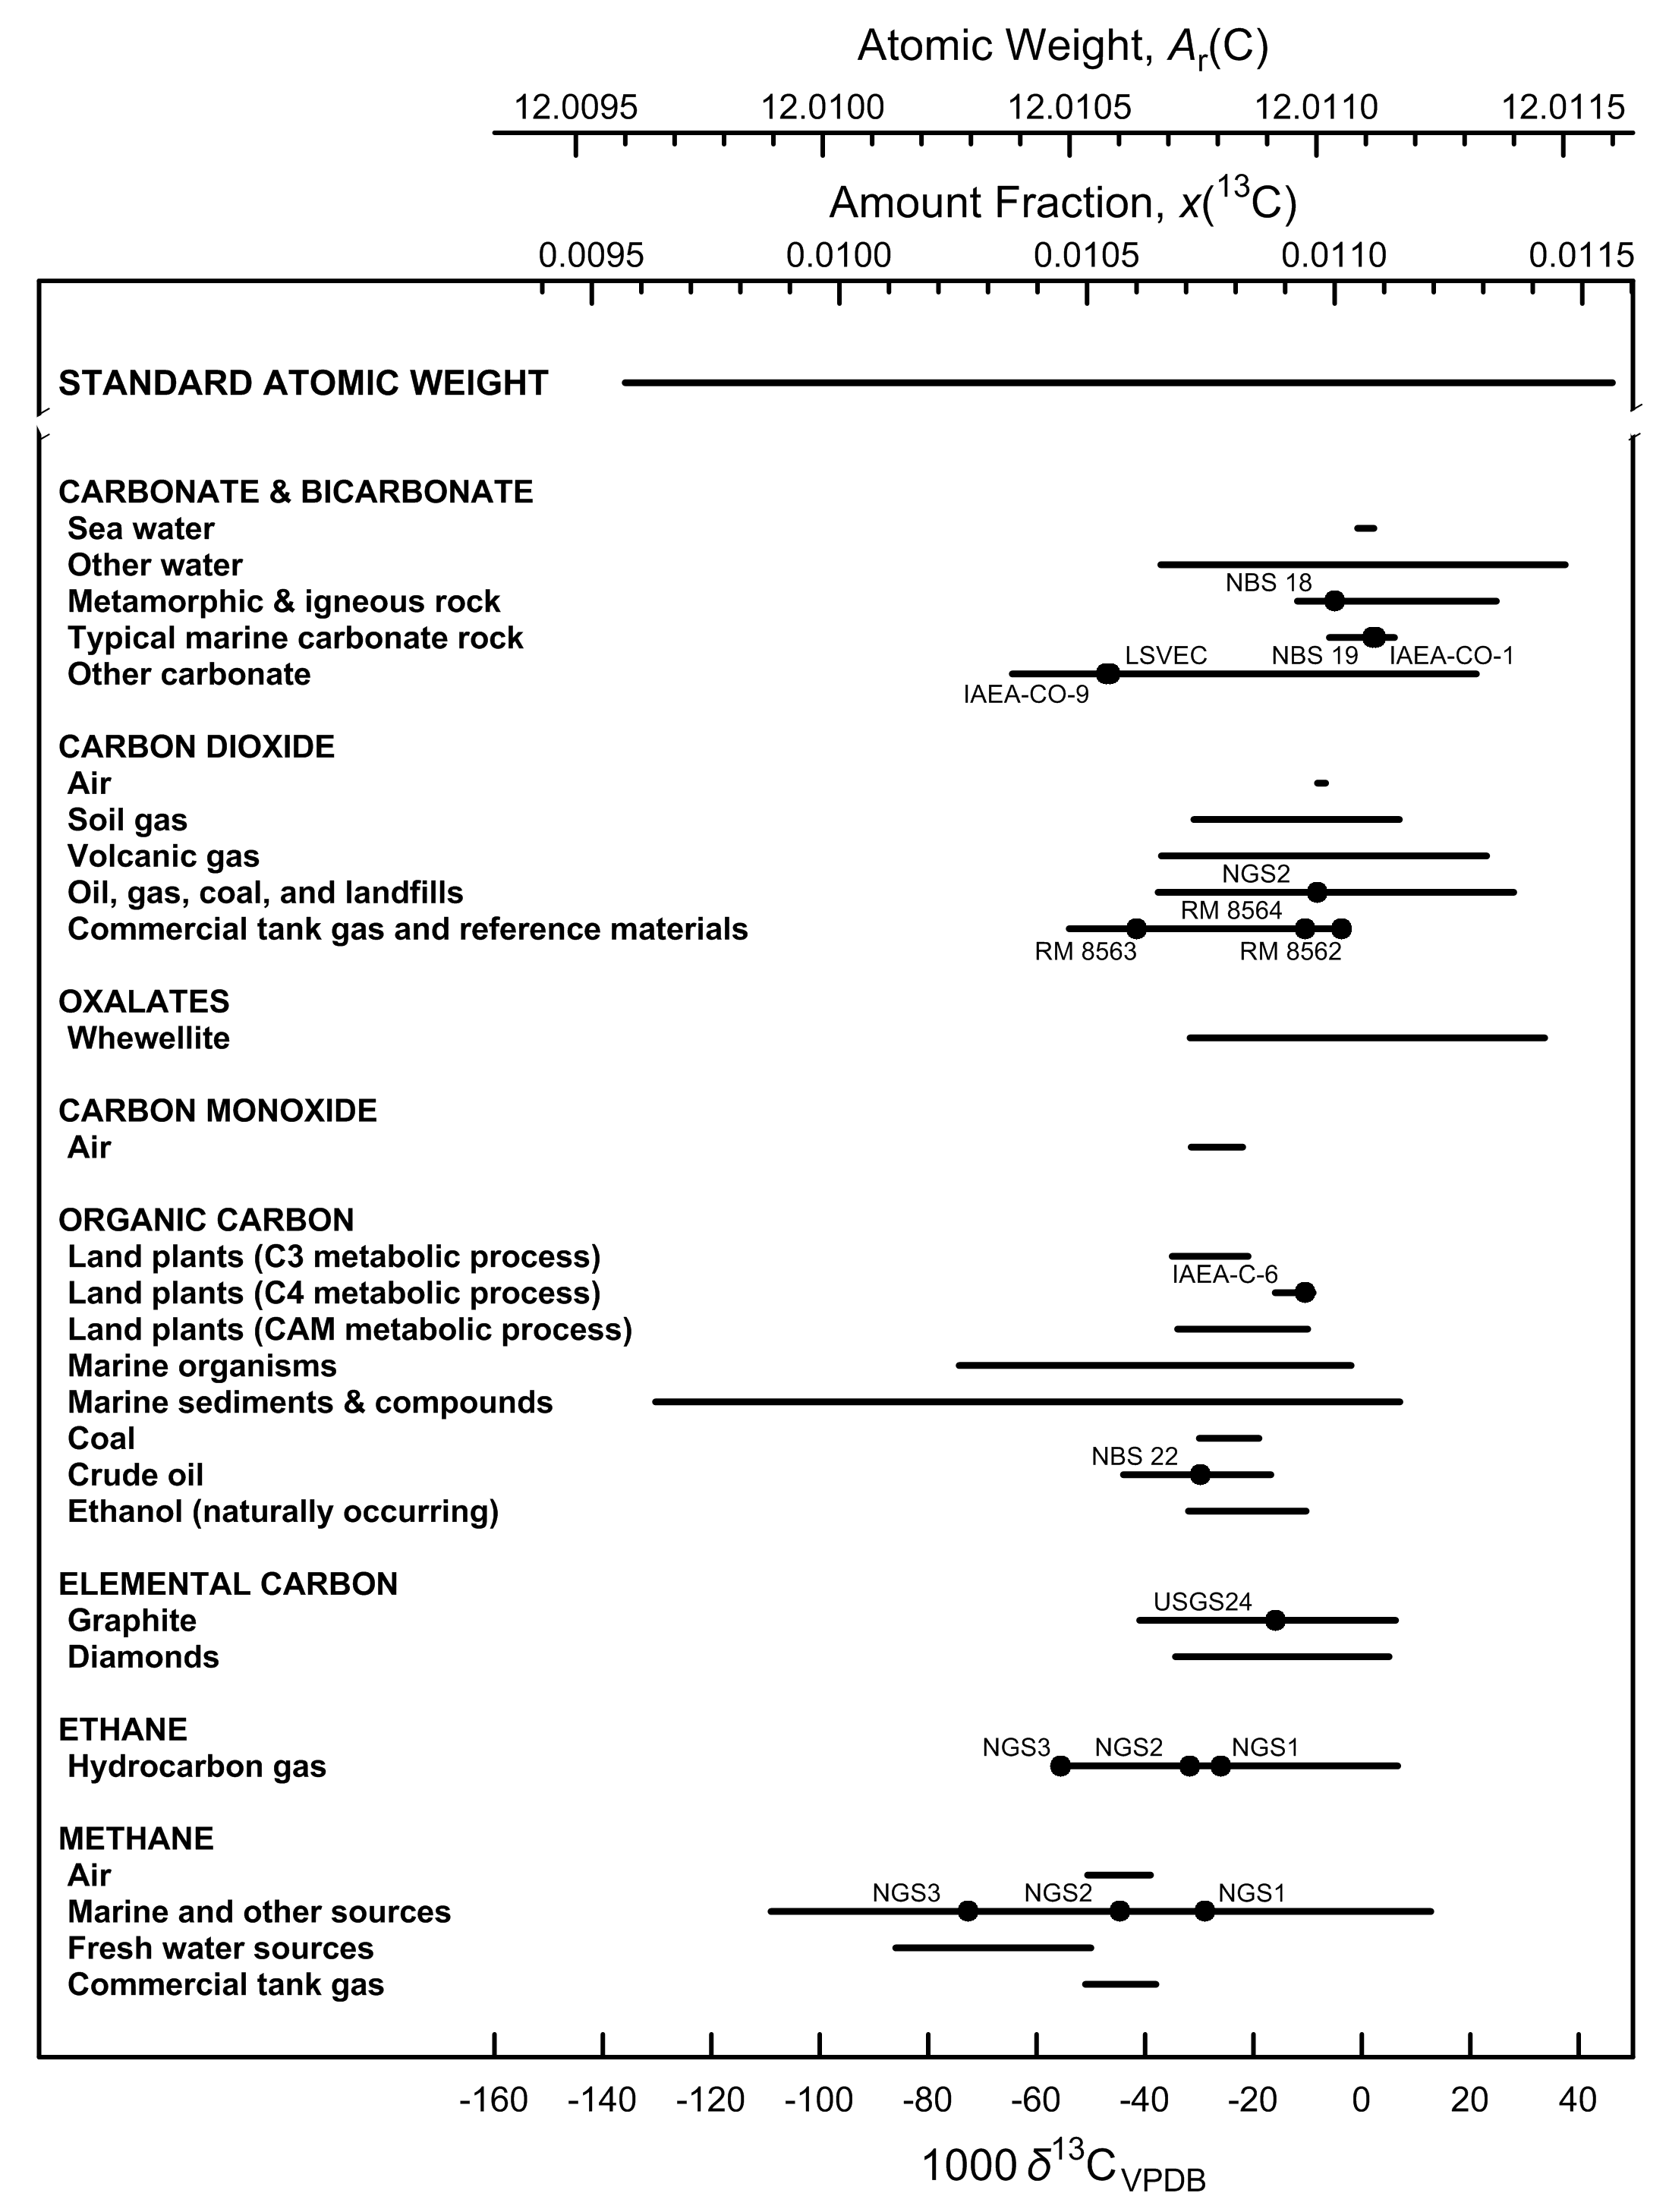 Atomic Weight, Aᵣ(C)
12.0095 12.0100 12.0105 12.0110 12.0115
Amount Fraction, x(¹³C)
0.0095 0.0100 0.0105 0.0110 0.0115
STANDARD ATOMIC WEIGHT
CARBONATE & BICARBONATE
Sea water
Other water
NBS 18
Metamorphic & igneous rock
Typical marine carbonate rock
LSVEC NBS 19 IAEA-CO-1
Other carbonate
IAEA-CO-9
CARBON DIOXIDE
Air
Soil gas
Volcanic gas
NGS2
Oil, gas, coal, and landfills
RM 8564
Commercial tank gas and reference materials
RM 8563 RM 8562
OXALATES
Whewellite
CARBON MONOXIDE
Air
ORGANIC CARBON
Land plants (C3 metabolic process)
IAEA-C-6
Land plants (C4 metabolic process)
Land plants (CAM metabolic process)
Marine organisms
Marine sediments & compounds
Coal
NBS 22
Crude oil
Ethanol (naturally occurring)
ELEMENTAL CARBON
USGS24
Graphite
Diamonds
ETHANE
NGS3 NGS2 NGS1
Hydrocarbon gas
METHANE
Air
NGS3 NGS2 NGS1
Marine and other sources
Fresh water sources
Commercial tank gas
-160 -140 -120 -100 -80 -60 -40 -20 0 20 40
1000 δ¹³C VPDB